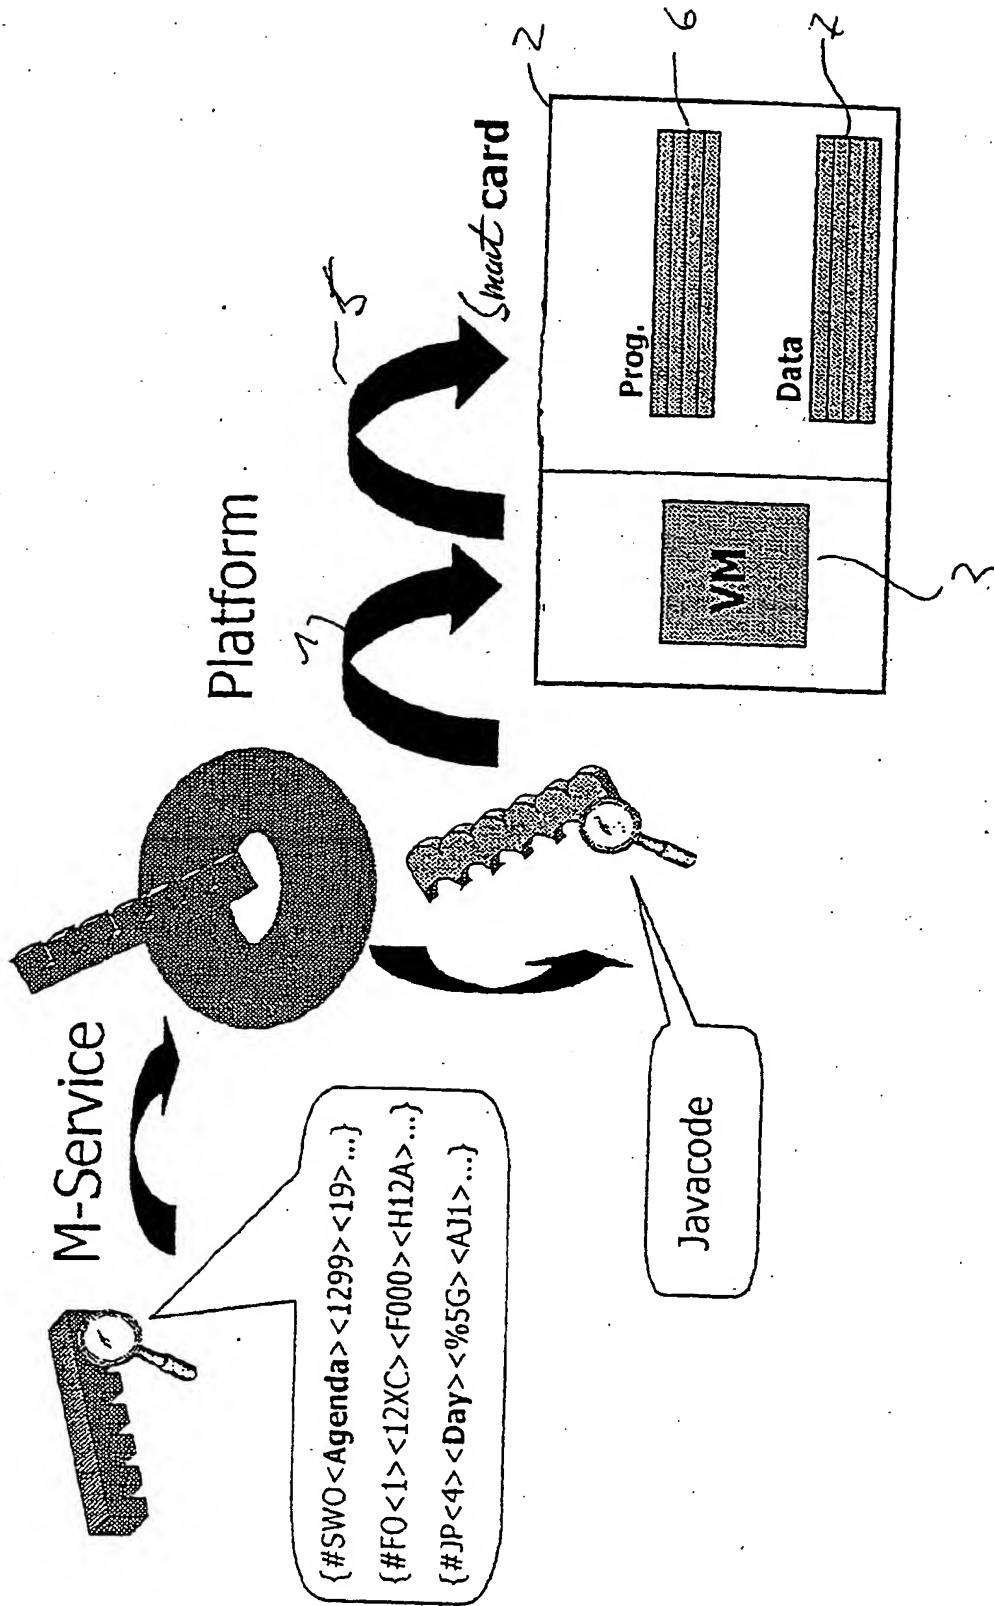 M-Service
Platform
{#SWO<Agenda><1299><19>...}
{#FO<1><12XC><F000><H12A>...}
{#JP<4><Day><%5G><AJ1>...}
Javacode
1
5
Smart card
2
VM
3
Prog.
6
Data
7